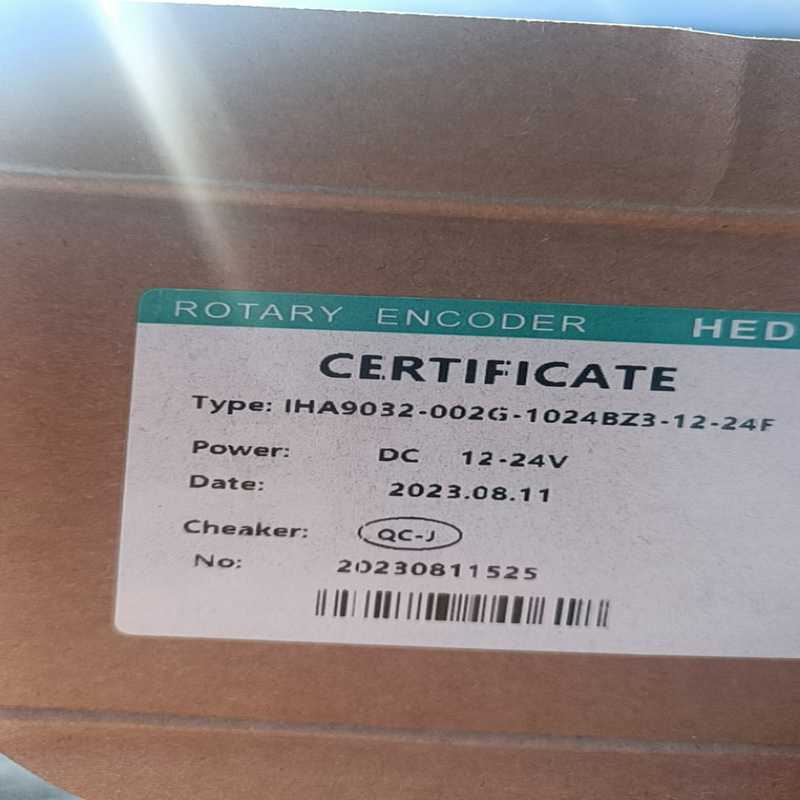 ROTARY ENCODER HED
CERTIFICATE
Type: IHA9032-002G-1024BZ3-12-24F
Power: DC 12-24V
Date: 2023.08.11
Cheaker: QC-J
No: 20230811525